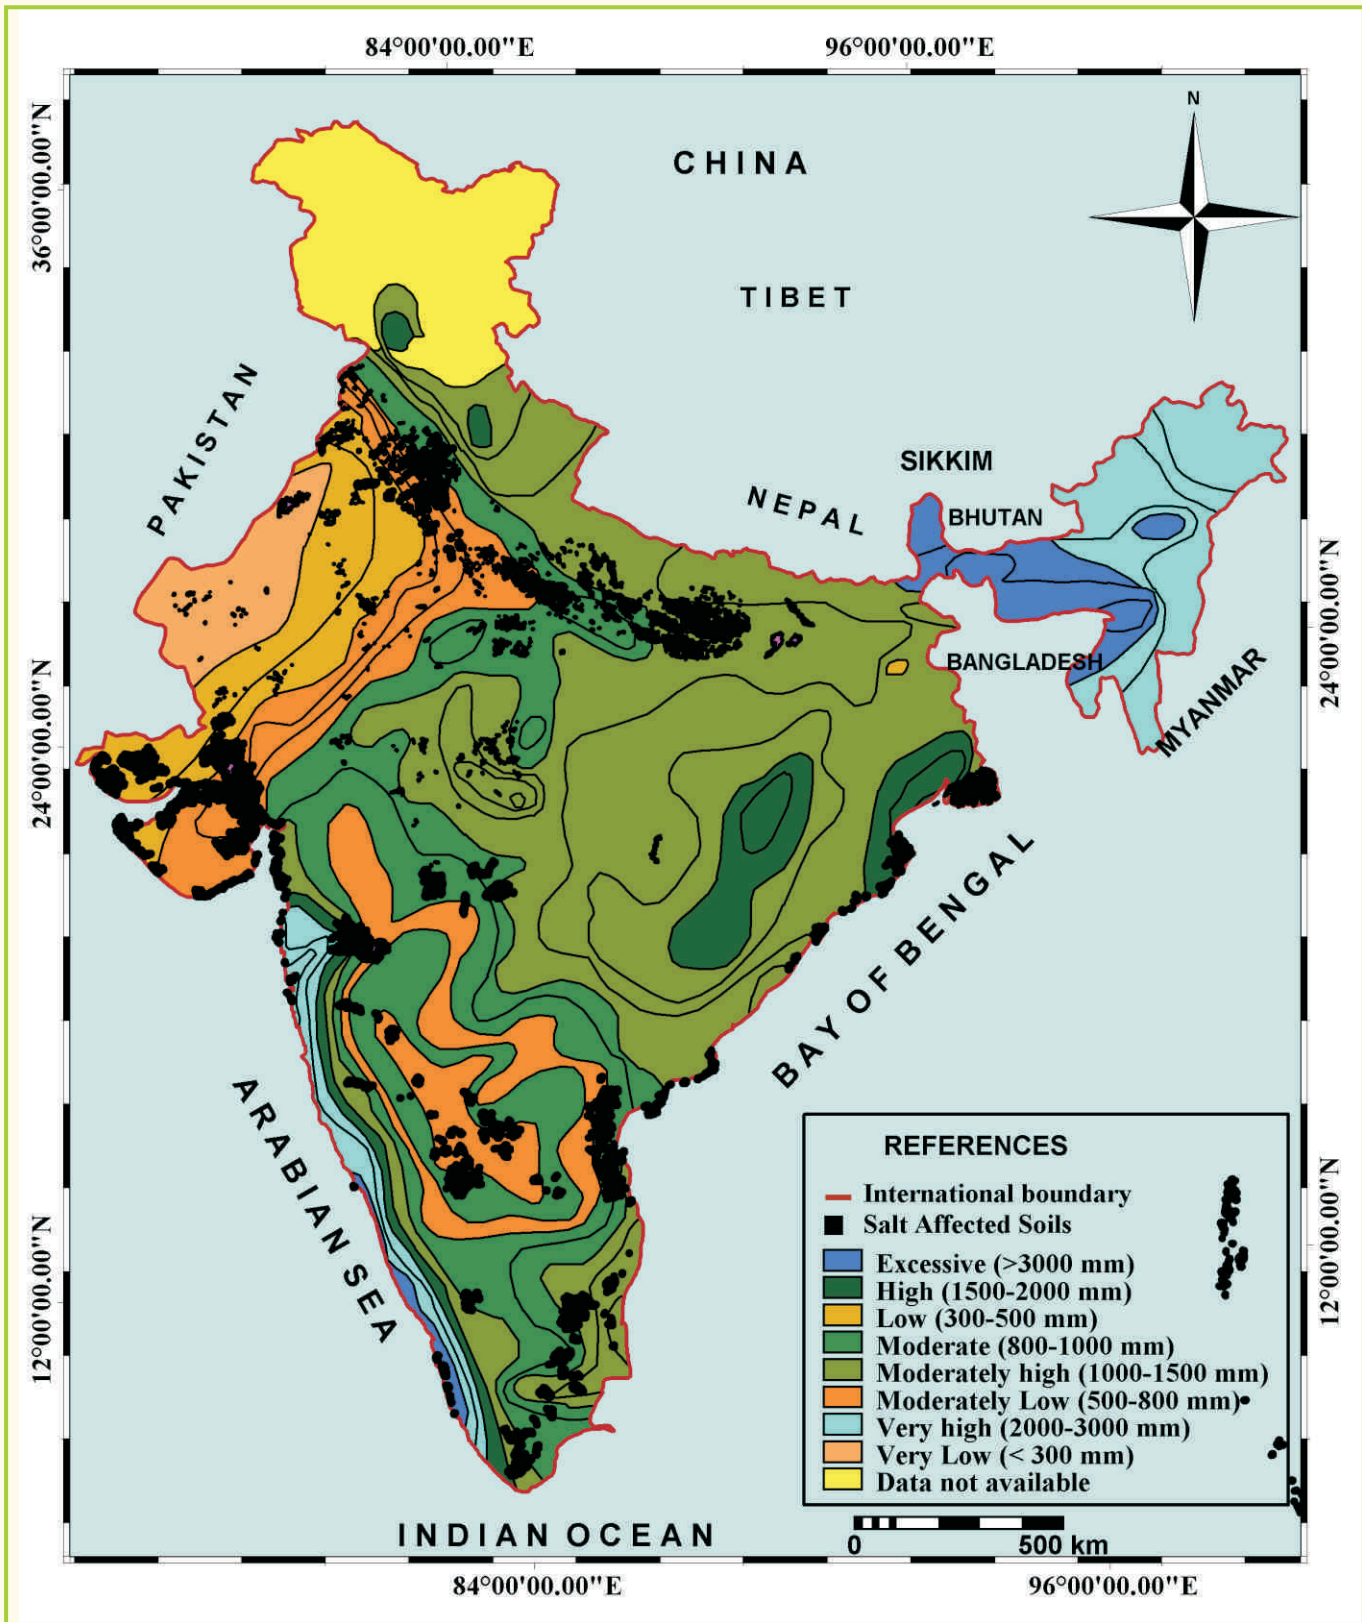 84°00'00.00"E
96°00'00.00"E
36°00'00.00"N
N
CHINA
TIBET
PAKISTAN
SIKKIM
NEPAL
BHUTAN
24°00'00.00"N
BANGLADESH
MYANMAR
24°00'00.00"N
BAY OF BENGAL
ARABIAN SEA
REFERENCES
International boundary
Salt Affected Soils
Excessive (>3000 mm)
High (1500-2000 mm)
Low (300-500 mm)
Moderate (800-1000 mm)
Moderately high (1000-1500 mm)
Moderately Low (500-800 mm)
Very high (2000-3000 mm)
Very Low (< 300 mm)
Data not available
12°00'00.00"N
12°00'00.00"N
INDIAN OCEAN
0 500 km
84°00'00.00"E
96°00'00.00"E